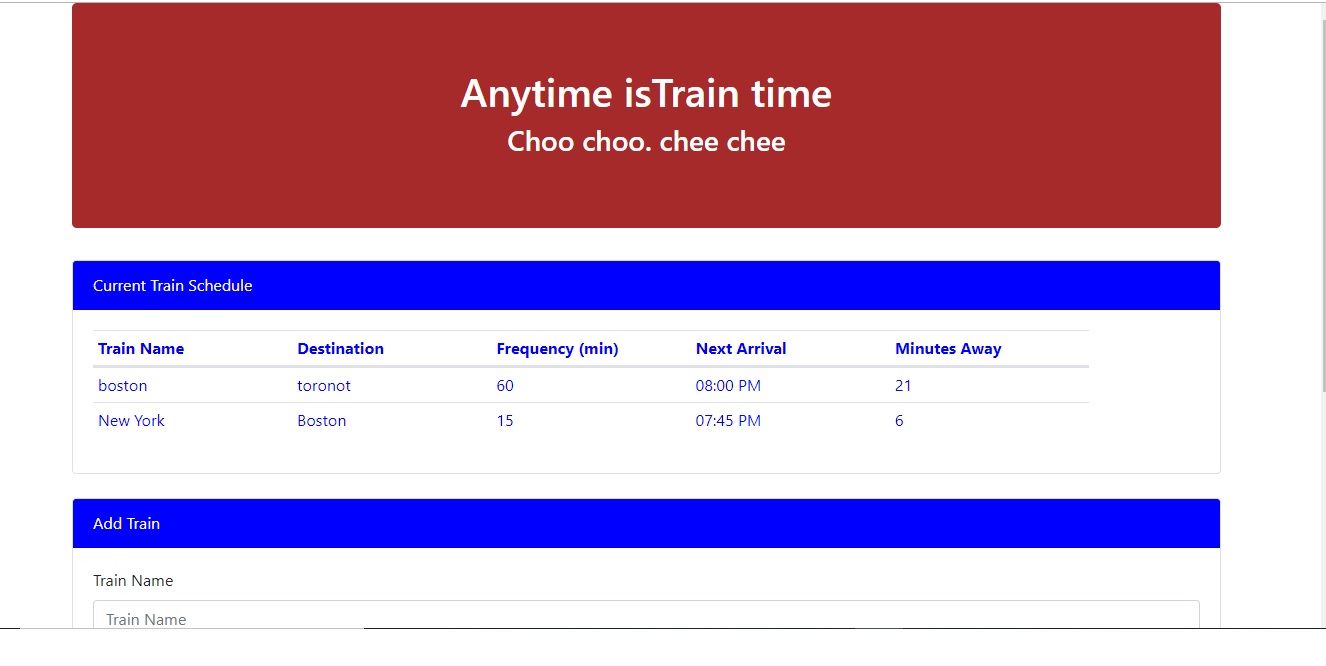 Anytime isTrain time
Choo choo. chee chee
Current Train Schedule
Train Name Destination Frequency (min) Next Arrival Minutes Away
boston toronot 60 08:00 PM 21
New York Boston 15 07:45 PM 6
Add Train
Train Name
Train Name